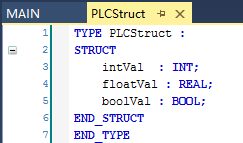 MAIN PLCStruct
1 TYPE PLCStruct :
2 STRUCT
3 intVal : INT;
4 floatVal : REAL;
5 boolVal : BOOL;
6 END_STRUCT
7 END_TYPE